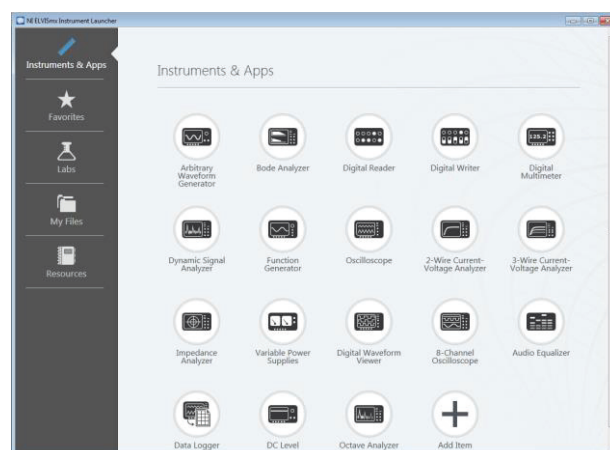 NI ELVISmx Instrument Launcher
Instruments & Apps
Favorites
Labs
My Files
Resources
Instruments & Apps
Arbitrary
Waveform
Generator
Bode Analyzer
Digital Reader
Digital Writer
Digital
Multimeter
Dynamic Signal
Analyzer
Function
Generator
Oscilloscope
2-Wire Current-
Voltage Analyzer
3-Wire Current-
Voltage Analyzer
Impedance
Analyzer
Variable Power
Supplies
Digital Waveform
Viewer
8-Channel
Oscilloscope
Audio Equalizer
Data Logger
DC Level
Octave Analyzer
Add Item